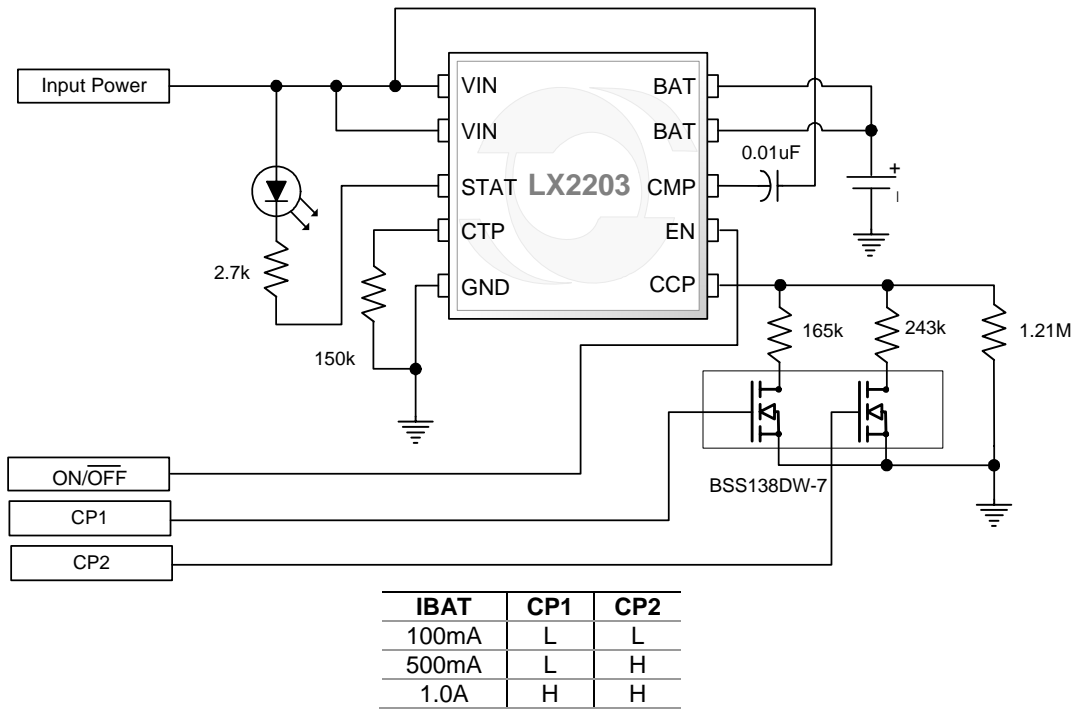 Input Power
VIN
VIN
STAT
CTP
GND
LX2203
BAT
BAT
CMP
EN
CCP
0.01uF
+
–
2.7k
150k
165k
243k
1.21M
BSS138DW-7
ON/OFF
CP1
CP2
IBAT CP1 CP2
100mA L L
500mA L H
1.0A H H